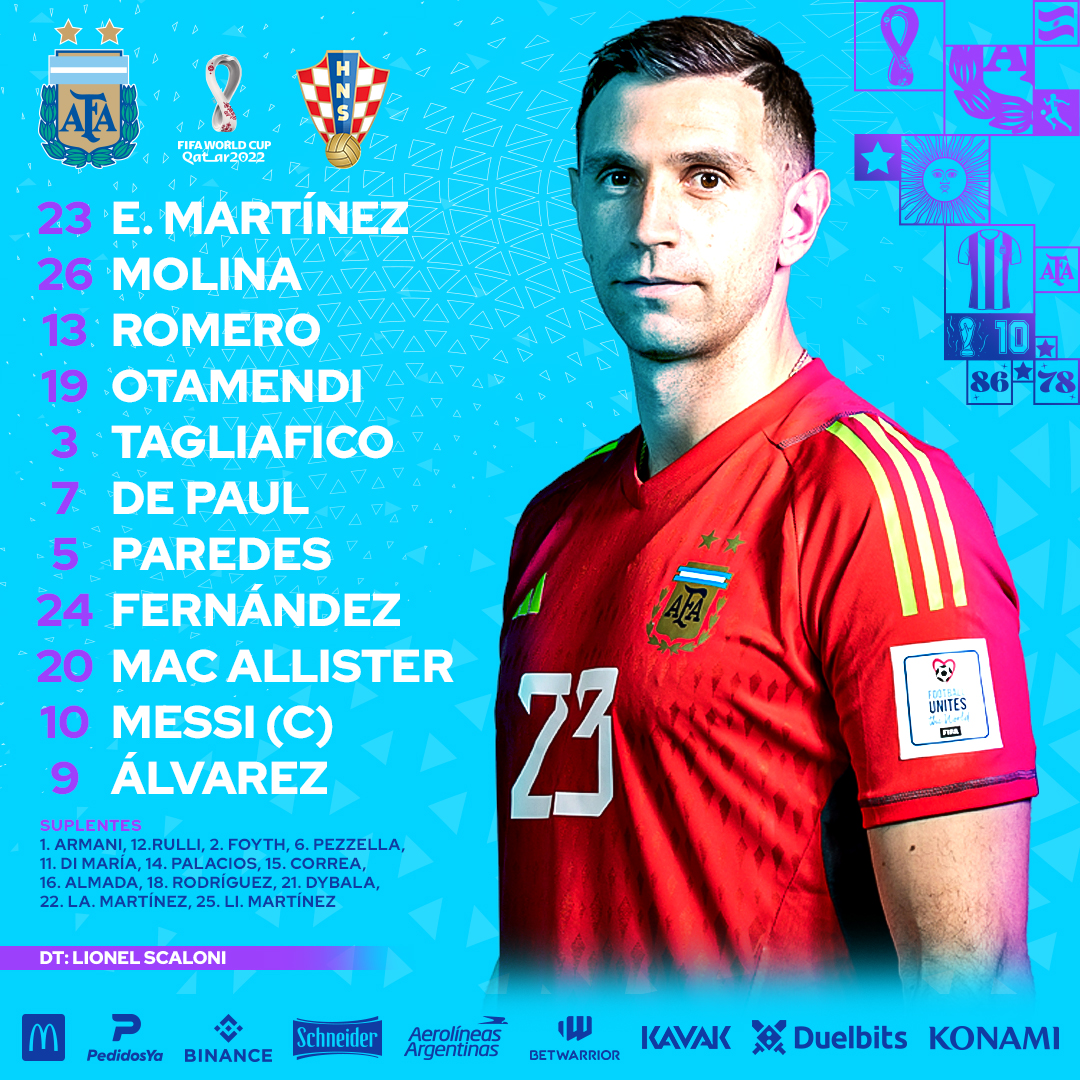 AFA
FIFA WORLD CUP
Qatar2022
HNS
23 E. MARTÍNEZ
26 MOLINA
13 ROMERO
19 OTAMENDI
3 TAGLIAFICO
7 DE PAUL
5 PAREDES
24 FERNÁNDEZ
20 MAC ALLISTER
10 MESSI (C)
9 ÁLVAREZ
SUPLENTES
1. ARMANI, 12.RULLI, 2. FOYTH, 6. PEZZELLA,
11. DI MARÍA, 14. PALACIOS, 15. CORREA,
16. ALMADA, 18. RODRÍGUEZ, 21. DYBALA,
22. LA. MARTÍNEZ, 25. LI. MARTÍNEZ
DT: LIONEL SCALONI
AFA
23
FOOTBALL
UNITES
the World
FIFA
A
AFA
10
86
78
M
PedidosYa
BINANCE
Schneider
Aerolíneas
Argentinas
BETWARRIOR
KAVAK
Duelbits
KONAMI